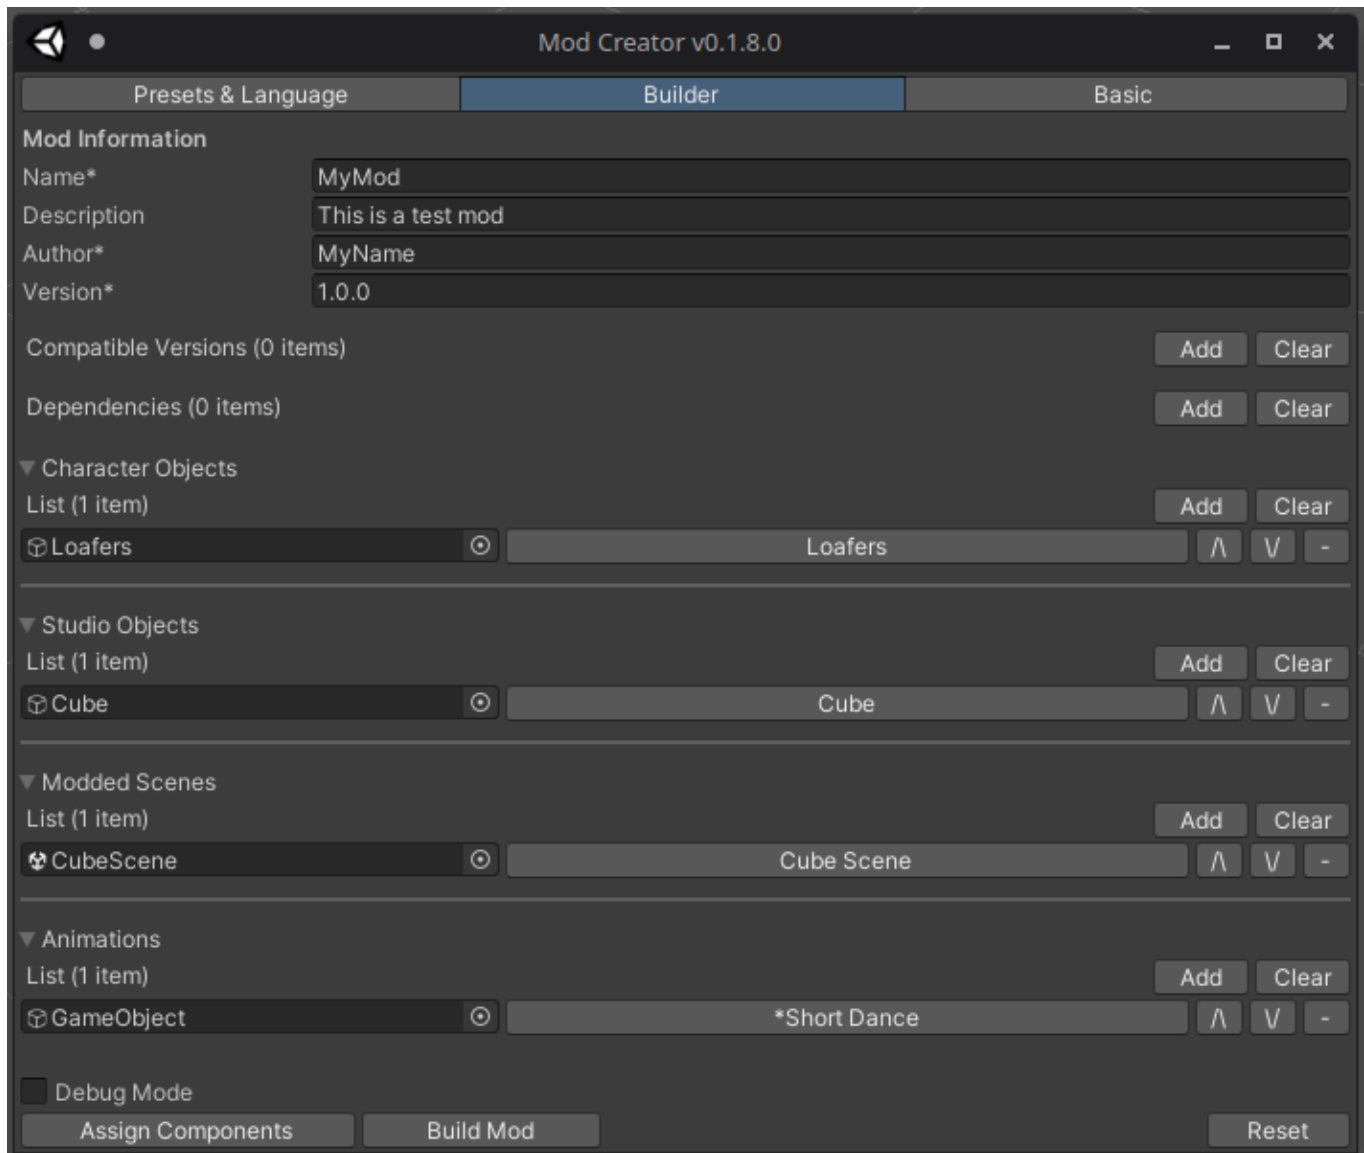 Mod Creator v0.1.8.0
Presets & Language Builder Basic
Mod Information
Name* MyMod
Description This is a test mod
Author* MyName
Version* 1.0.0
Compatible Versions (0 items) Add Clear
Dependencies (0 items) Add Clear
Character Objects
List (1 item) Add Clear
Loafers Loafers /\ \/ -
Studio Objects
List (1 item) Add Clear
Cube Cube /\ \/ -
Modded Scenes
List (1 item) Add Clear
CubeScene Cube Scene /\ \/ -
Animations
List (1 item) Add Clear
GameObject *Short Dance /\ \/ -
Debug Mode
Assign Components Build Mod Reset